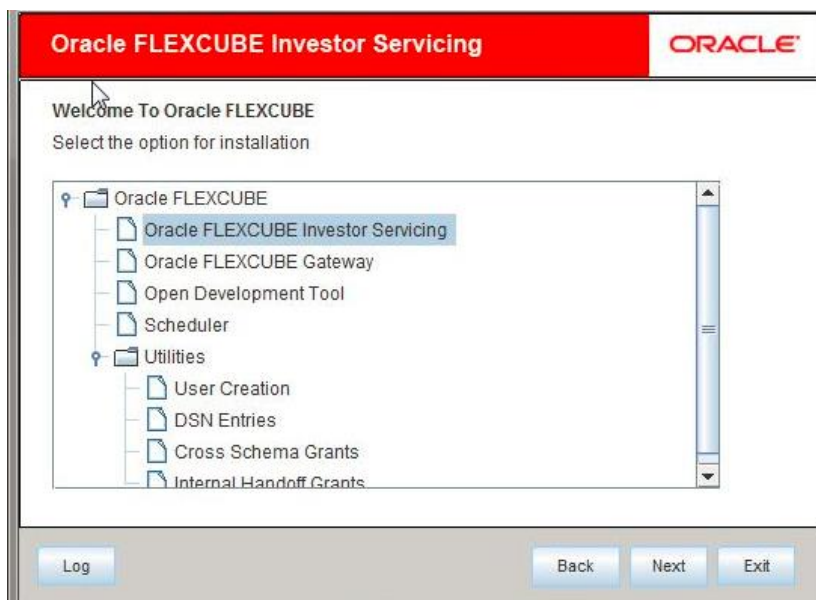 Oracle FLEXCUBE Investor Servicing
ORACLE
Welcome To Oracle FLEXCUBE
Select the option for installation
Oracle FLEXCUBE
Oracle FLEXCUBE Investor Servicing
Oracle FLEXCUBE Gateway
Open Development Tool
Scheduler
Utilities
User Creation
DSN Entries
Cross Schema Grants
Internal Handoff Grants
Log
Back
Next
Exit